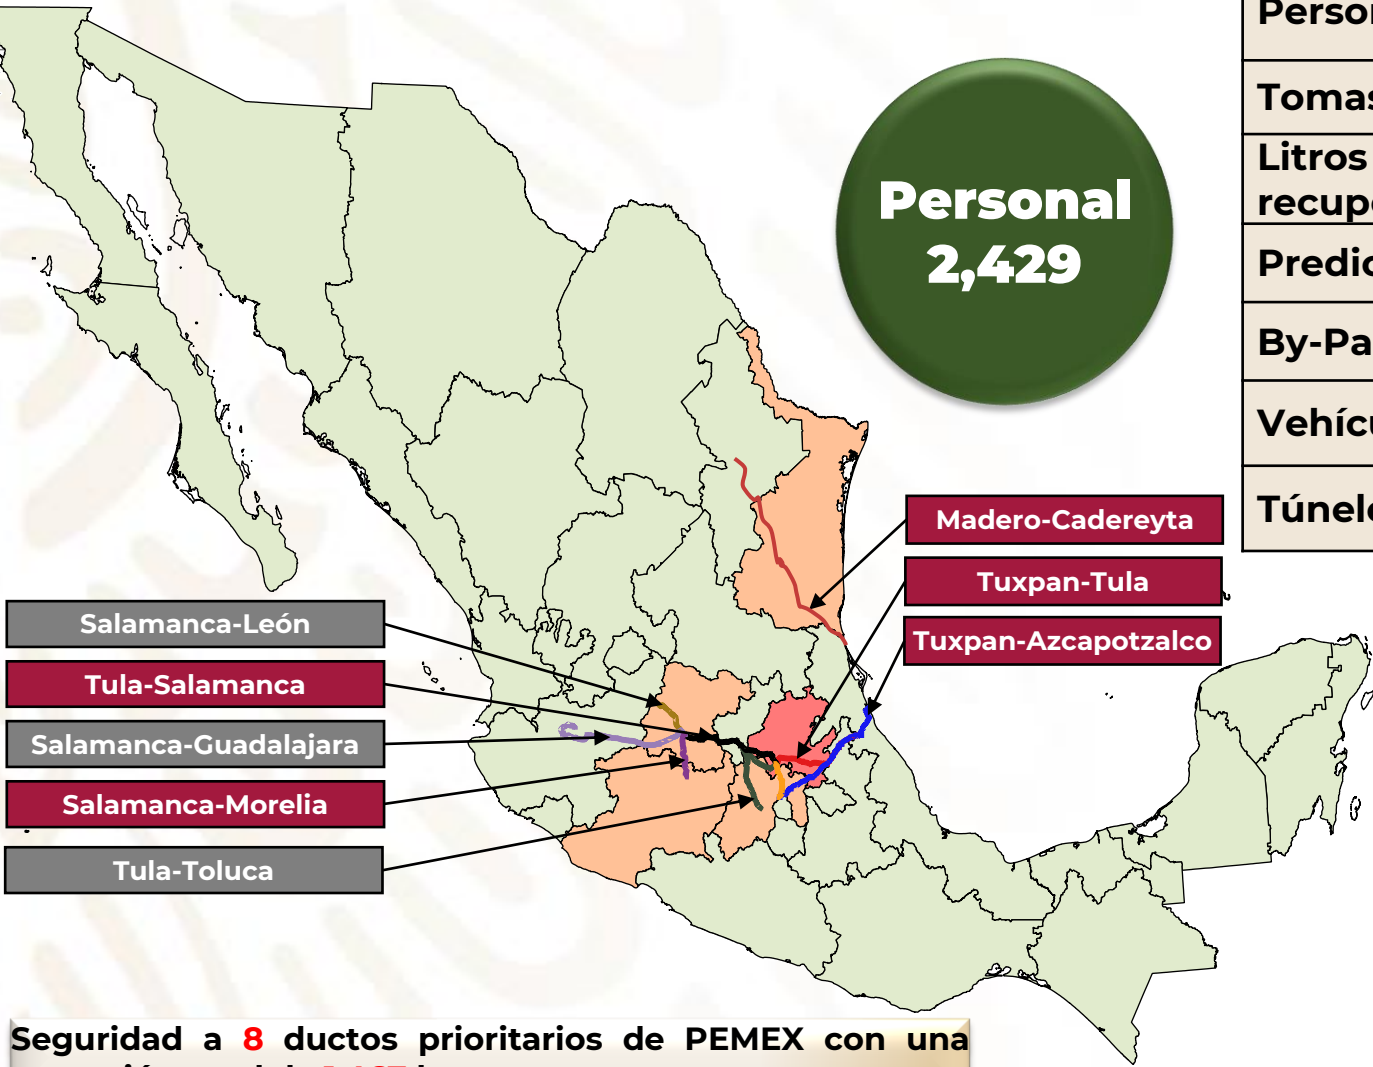 Personal
2,429
Tomas
Litros
Madero-Cadereyta
Tuxpan-Tula
Tuxpan-Azcapotzalco
Salamanca-León
Tula-Salamanca
Salamanca-Guadalajara
Salamanca-Morelia
Tula-Toluca
Seguridad a 8 ductos prioritarios de PEMEX con una